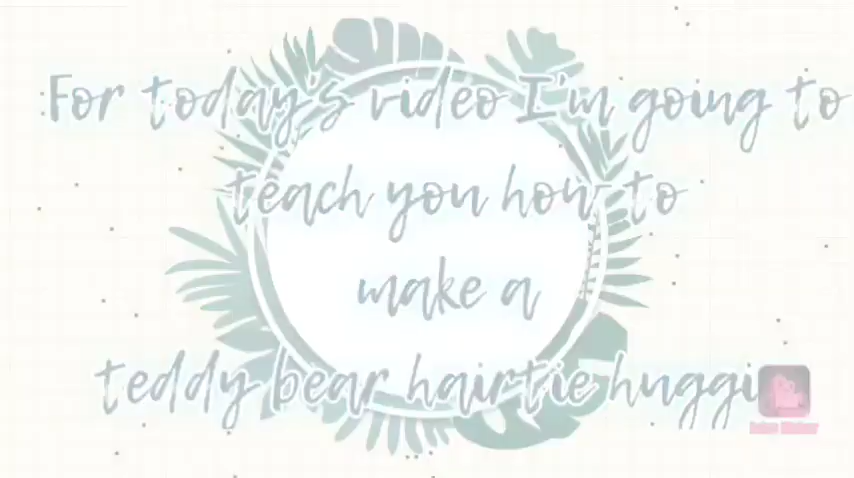 For today's video I'm going to
teach you how to
make a
teddy bear hairtie huggi